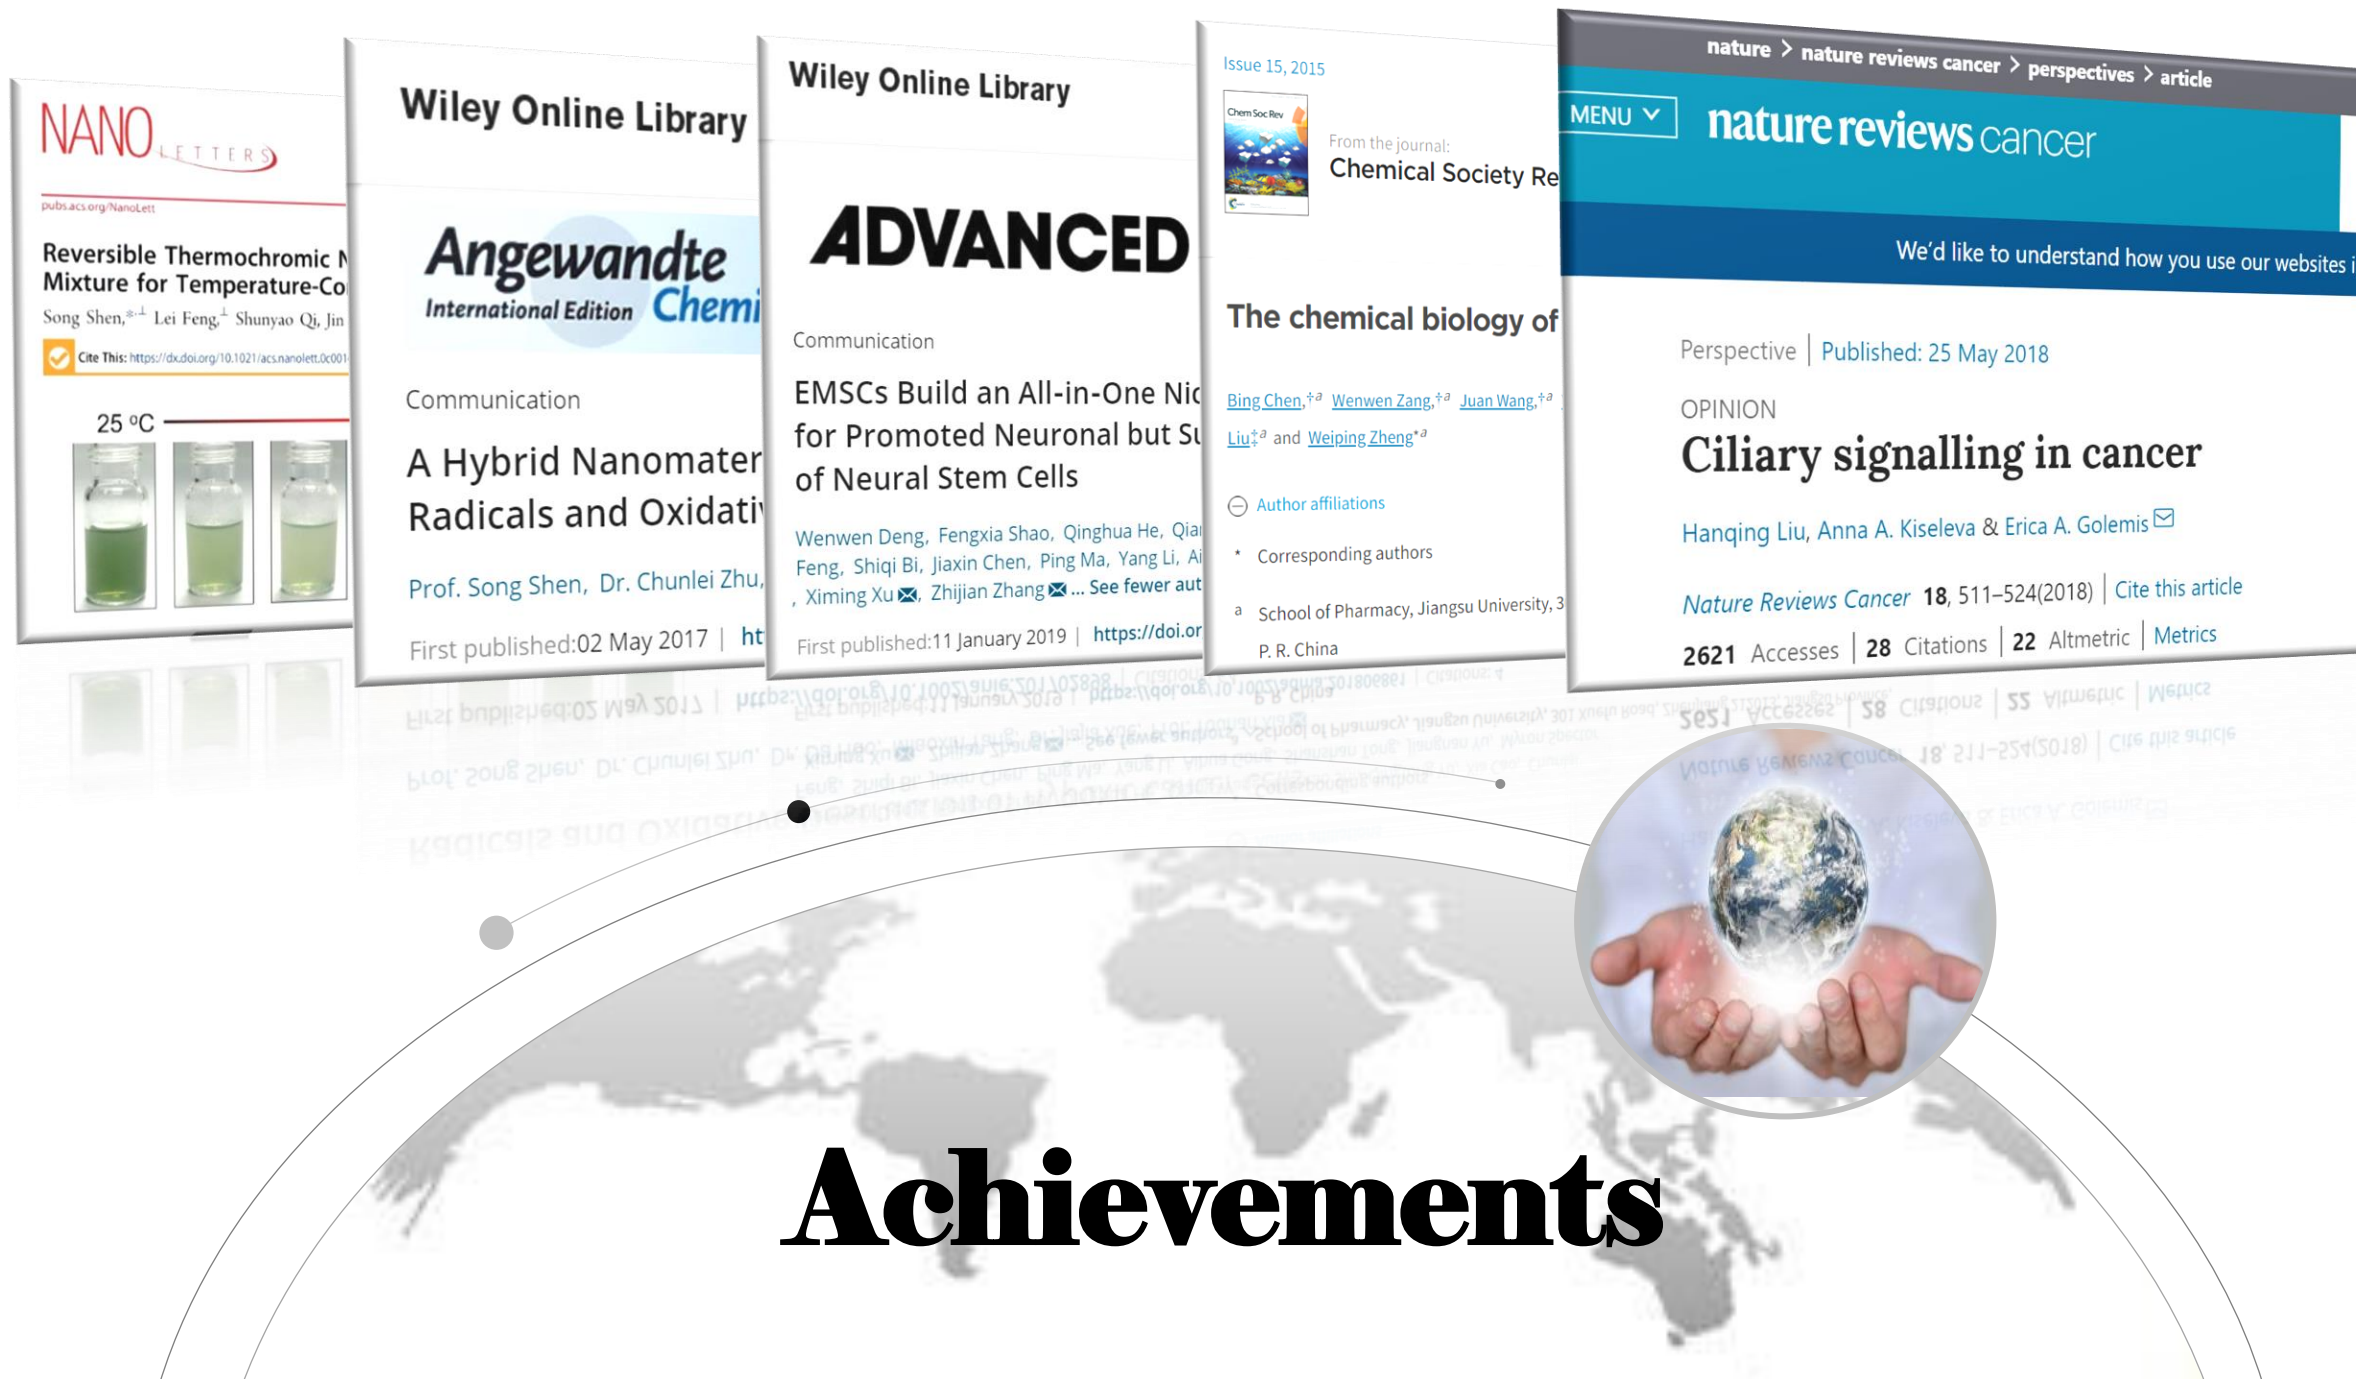 NANO LETTERS
pubs.acs.org/NanoLett
Reversible Thermochromic N
Mixture for Temperature-Co
Song Shen,*,⊥ Lei Feng,⊥ Shunyao Qi, Jin
Cite This: https://dx.doi.org/10.1021/acs.nanolett.0c001
25 ºC
Wiley Online Library
Angewandte
International Edition Chemi
Communication
A Hybrid Nanomater
Radicals and Oxidativ
Prof. Song Shen, Dr. Chunlei Zhu,
First published:02 May 2017 | ht
Wiley Online Library
ADVANCED
Communication
EMSCs Build an All-in-One Nic
for Promoted Neuronal but Su
of Neural Stem Cells
Wenwen Deng, Fengxia Shao, Qinghua He, Qia
Feng, Shiqi Bi, Jiaxin Chen, Ping Ma, Yang Li, Ai
, Ximing Xu, Zhijian Zhang ... See fewer aut
First published:11 January 2019 | https://doi.or
Issue 15, 2015
Chem Soc Rev
From the journal:
Chemical Society Re
The chemical biology of
Bing Chen,†a Wenwen Zang,†a Juan Wang,†a
Liu‡a and Weiping Zheng*a
Author affiliations
* Corresponding authors
a School of Pharmacy, Jiangsu University, 3
P. R. China
nature > nature reviews cancer > perspectives > article
MENU
nature reviews cancer
We'd like to understand how you use our websites i
Perspective | Published: 25 May 2018
OPINION
Ciliary signalling in cancer
Hanqing Liu, Anna A. Kiseleva & Erica A. Golemis
Nature Reviews Cancer 18, 511–524(2018) | Cite this article
2621 Accesses | 28 Citations | 22 Altmetric | Metrics
Achievements